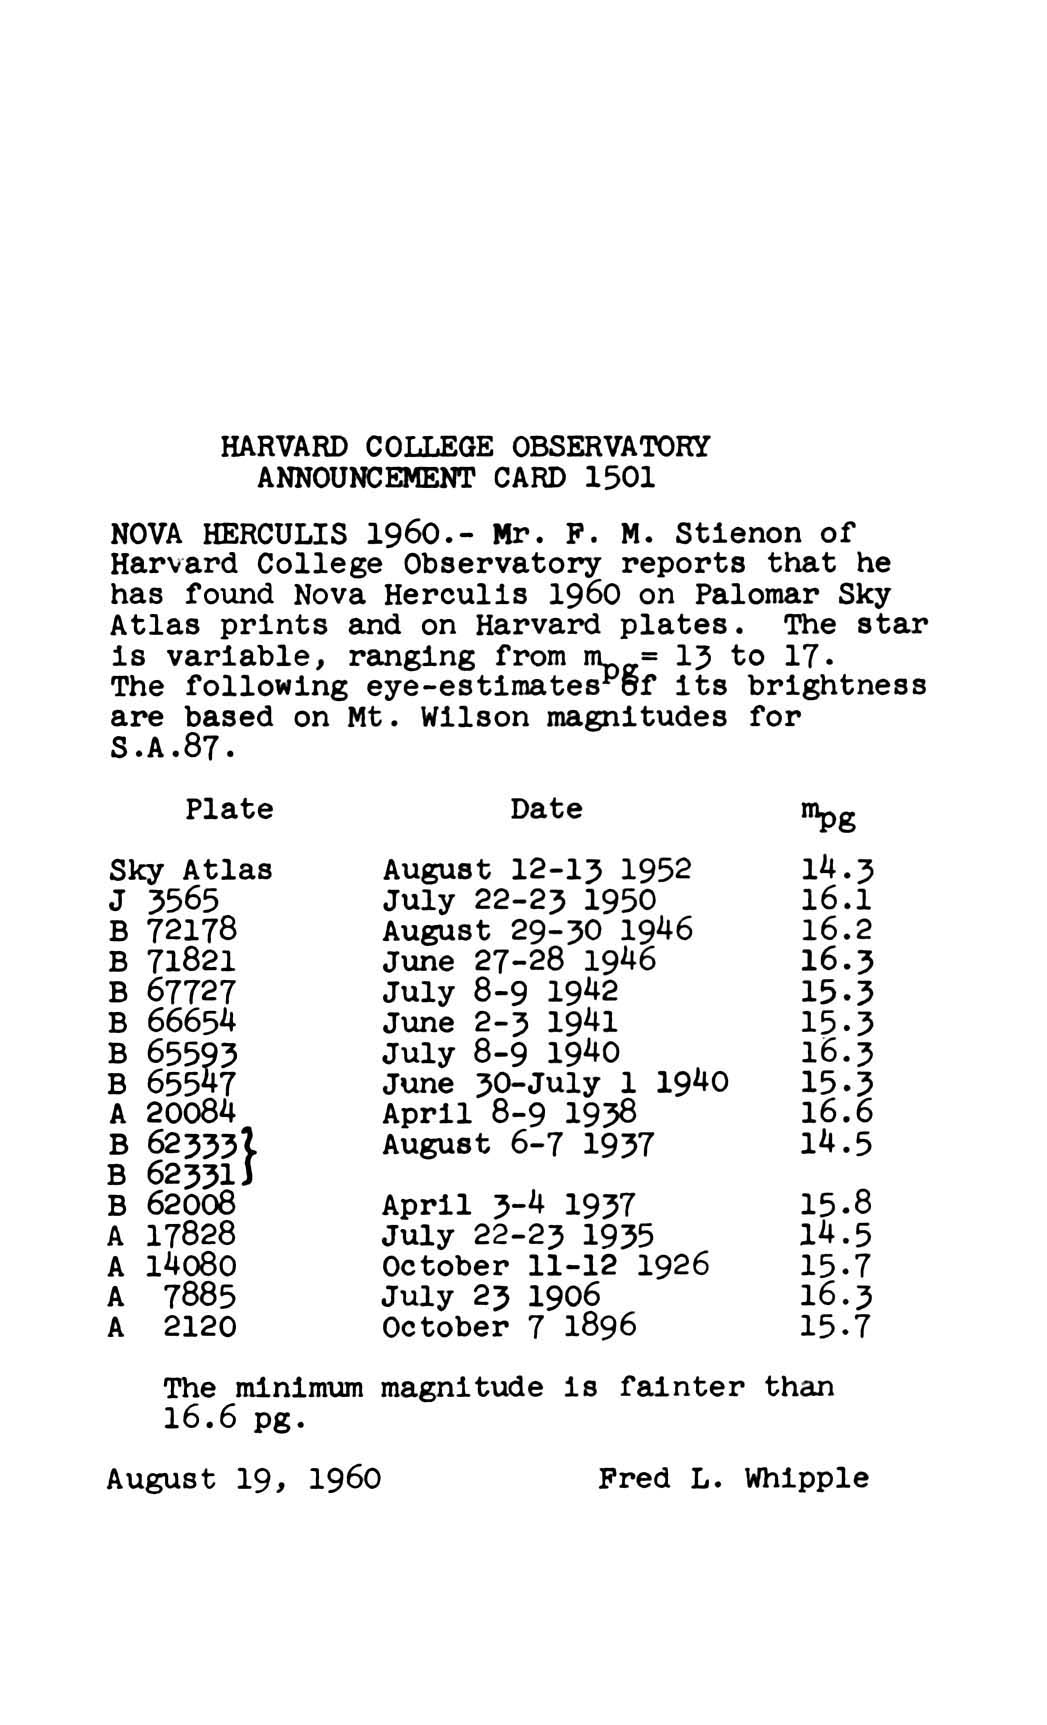 HARVARD COLLEGE OBSERVATORY
ANNOUNCEMENT CARD 1501
NOVA HERCULIS 1960.- Mr. F. M. Stienon of
Harvard College Observatory reports that he
has found Nova Herculis 1960 on Palomar Sky
Atlas prints and on Harvard plates.  The star
is variable, ranging from mpg= 13 to 17.
The following eye-estimates of its brightness
are based on Mt. Wilson magnitudes for
S.A.87.
Plate Date mpg
Sky Atlas August 12-13 1952 14.3
J 3565 July 22-23 1950 16.1
B 72178 August 29-30 1946 16.2
B 71821 June 27-28 1946 16.3
B 67727 July 8-9 1942 15.3
B 66654 June 2-3 1941 15.3
B 65593 July 8-9 1940 16.3
B 65547 June 30-July 1 1940 15.3
A 20084 April 8-9 1938 16.6
B 62333} August 6-7 1937 14.5
B 62331
B 62008 April 3-4 1937 15.8
A 17828 July 22-23 1935 14.5
A 14080 October 11-12 1926 15.7
A 7885 July 23 1906 16.3
A 2120 October 7 1896 15.7
The minimum magnitude is fainter than
16.6 pg.
August 19, 1960 Fred L. Whipple